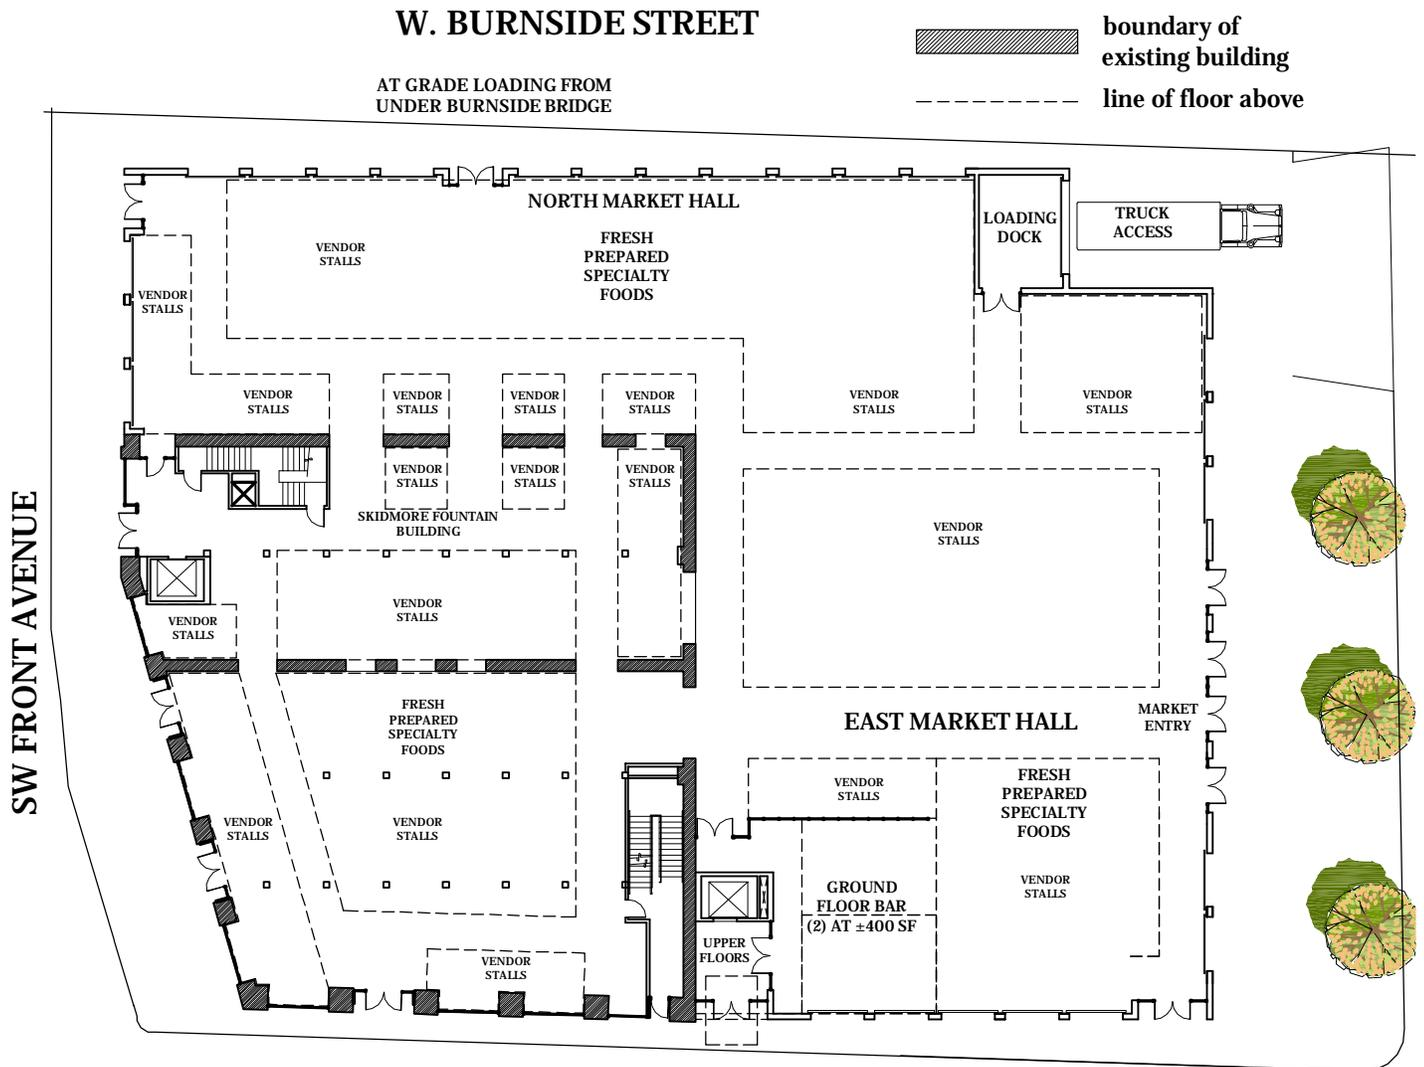 W. BURNSIDE STREET
boundary of
existing building
line of floor above
AT GRADE LOADING FROM
UNDER BURNSIDE BRIDGE
NORTH MARKET HALL
LOADING
DOCK
TRUCK
ACCESS
FRESH
PREPARED
SPECIALTY
FOODS
VENDOR
STALLS
VENDOR
STALLS
VENDOR
STALLS
VENDOR
STALLS
VENDOR
STALLS
VENDOR
STALLS
VENDOR
STALLS
VENDOR
STALLS
VENDOR
STALLS
VENDOR
STALLS
VENDOR
STALLS
SKIDMORE FOUNTAIN
BUILDING
VENDOR
STALLS
SW FRONT AVENUE
VENDOR
STALLS
VENDOR
STALLS
FRESH
PREPARED
SPECIALTY
FOODS
EAST MARKET HALL
MARKET
ENTRY
VENDOR
STALLS
FRESH
PREPARED
SPECIALTY
FOODS
VENDOR
STALLS
VENDOR
STALLS
GROUND
FLOOR BAR
(2) AT ±400 SF
VENDOR
STALLS
UPPER
FLOORS
VENDOR
STALLS